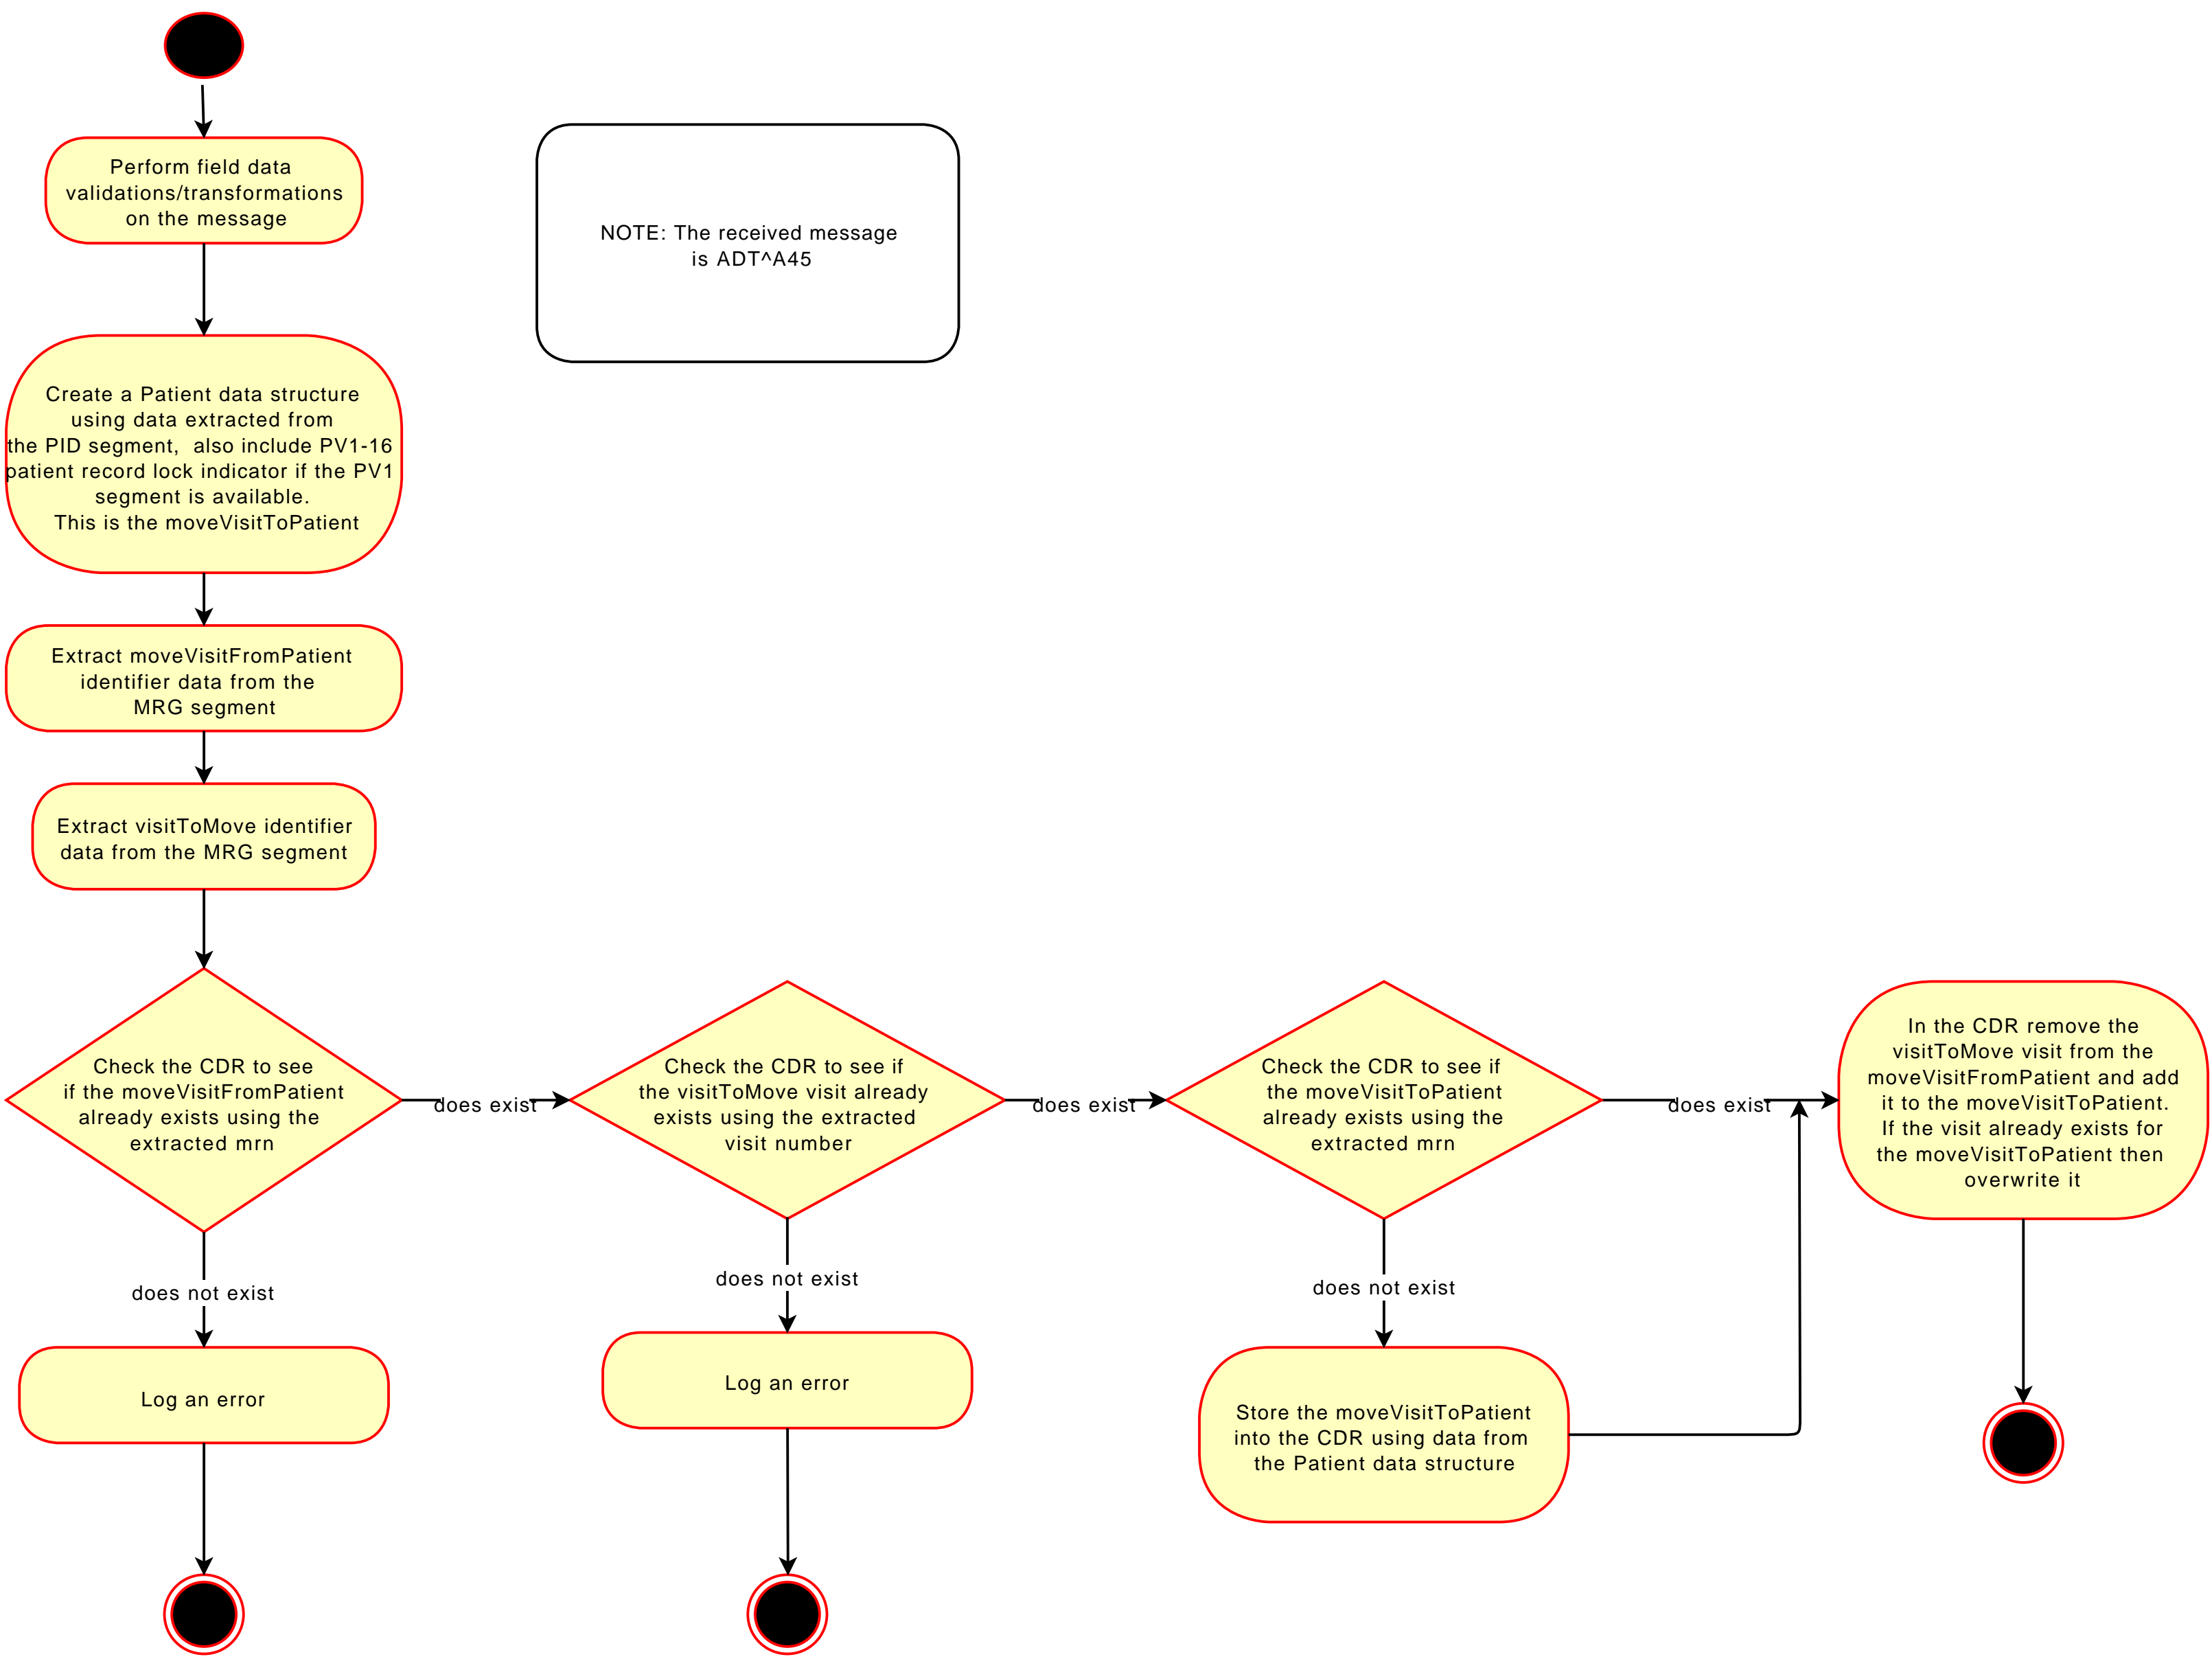 Perform field data
validations/transformations
on the message
NOTE: The received message
is ADT^A45
Create a Patient data structure
using data extracted from
the PID segment,  also include PV1-16
patient record lock indicator if the PV1
segment is available.
This is the moveVisitToPatient
Extract moveVisitFromPatient
identifier data from the
MRG segment
Extract visitToMove identifier
data from the MRG segment
Check the CDR to see
if the moveVisitFromPatient
already exists using the
extracted mrn
does exist
Check the CDR to see if
the visitToMove visit already
exists using the extracted
visit number
does exist
Check the CDR to see if
the moveVisitToPatient
already exists using the
extracted mrn
does exist
In the CDR remove the
visitToMove visit from the
moveVisitFromPatient and add
it to the moveVisitToPatient.
If the visit already exists for
the moveVisitToPatient then
overwrite it
does not exist
does not exist
does not exist
Log an error
Log an error
Store the moveVisitToPatient
into the CDR using data from
the Patient data structure